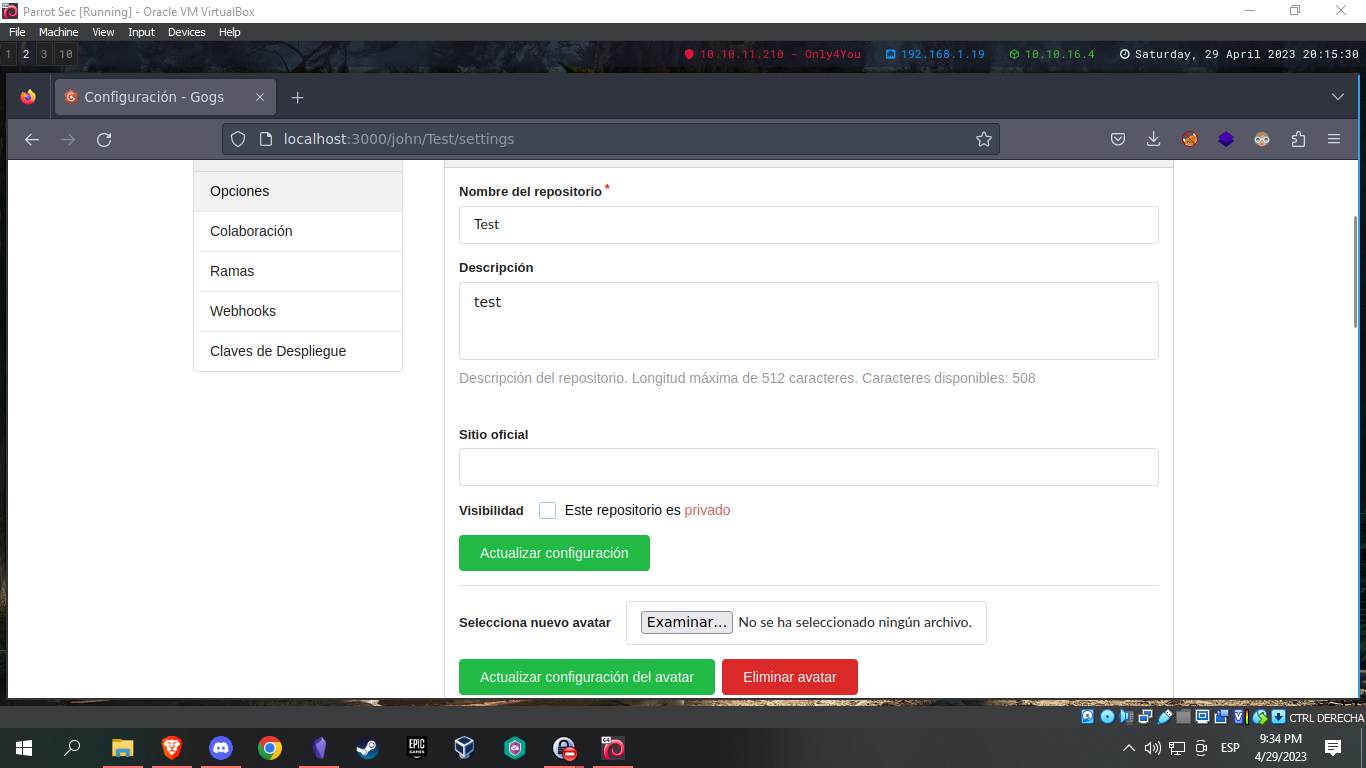 Parrot Sec [Running] - Oracle VM VirtualBox
File Machine View Input Devices Help
1 2 3 10 10.10.11.210 - Only4You 192.168.1.19 10.10.16.4 Saturday, 29 April 2023 20:15:30
Configuración - Gogs
localhost:3000/john/Test/settings
Opciones
Colaboración
Ramas
Webhooks
Claves de Despliegue
Nombre del repositorio *
Test
Descripción
test
Descripción del repositorio. Longitud máxima de 512 caracteres. Caracteres disponibles: 508
Sitio oficial
Visibilidad Este repositorio es privado
Actualizar configuración
Selecciona nuevo avatar Examinar... No se ha seleccionado ningún archivo.
Actualizar configuración del avatar Eliminar avatar
CTRL DERECHA
EPIC GAMES
ESP
9:34 PM
4/29/2023